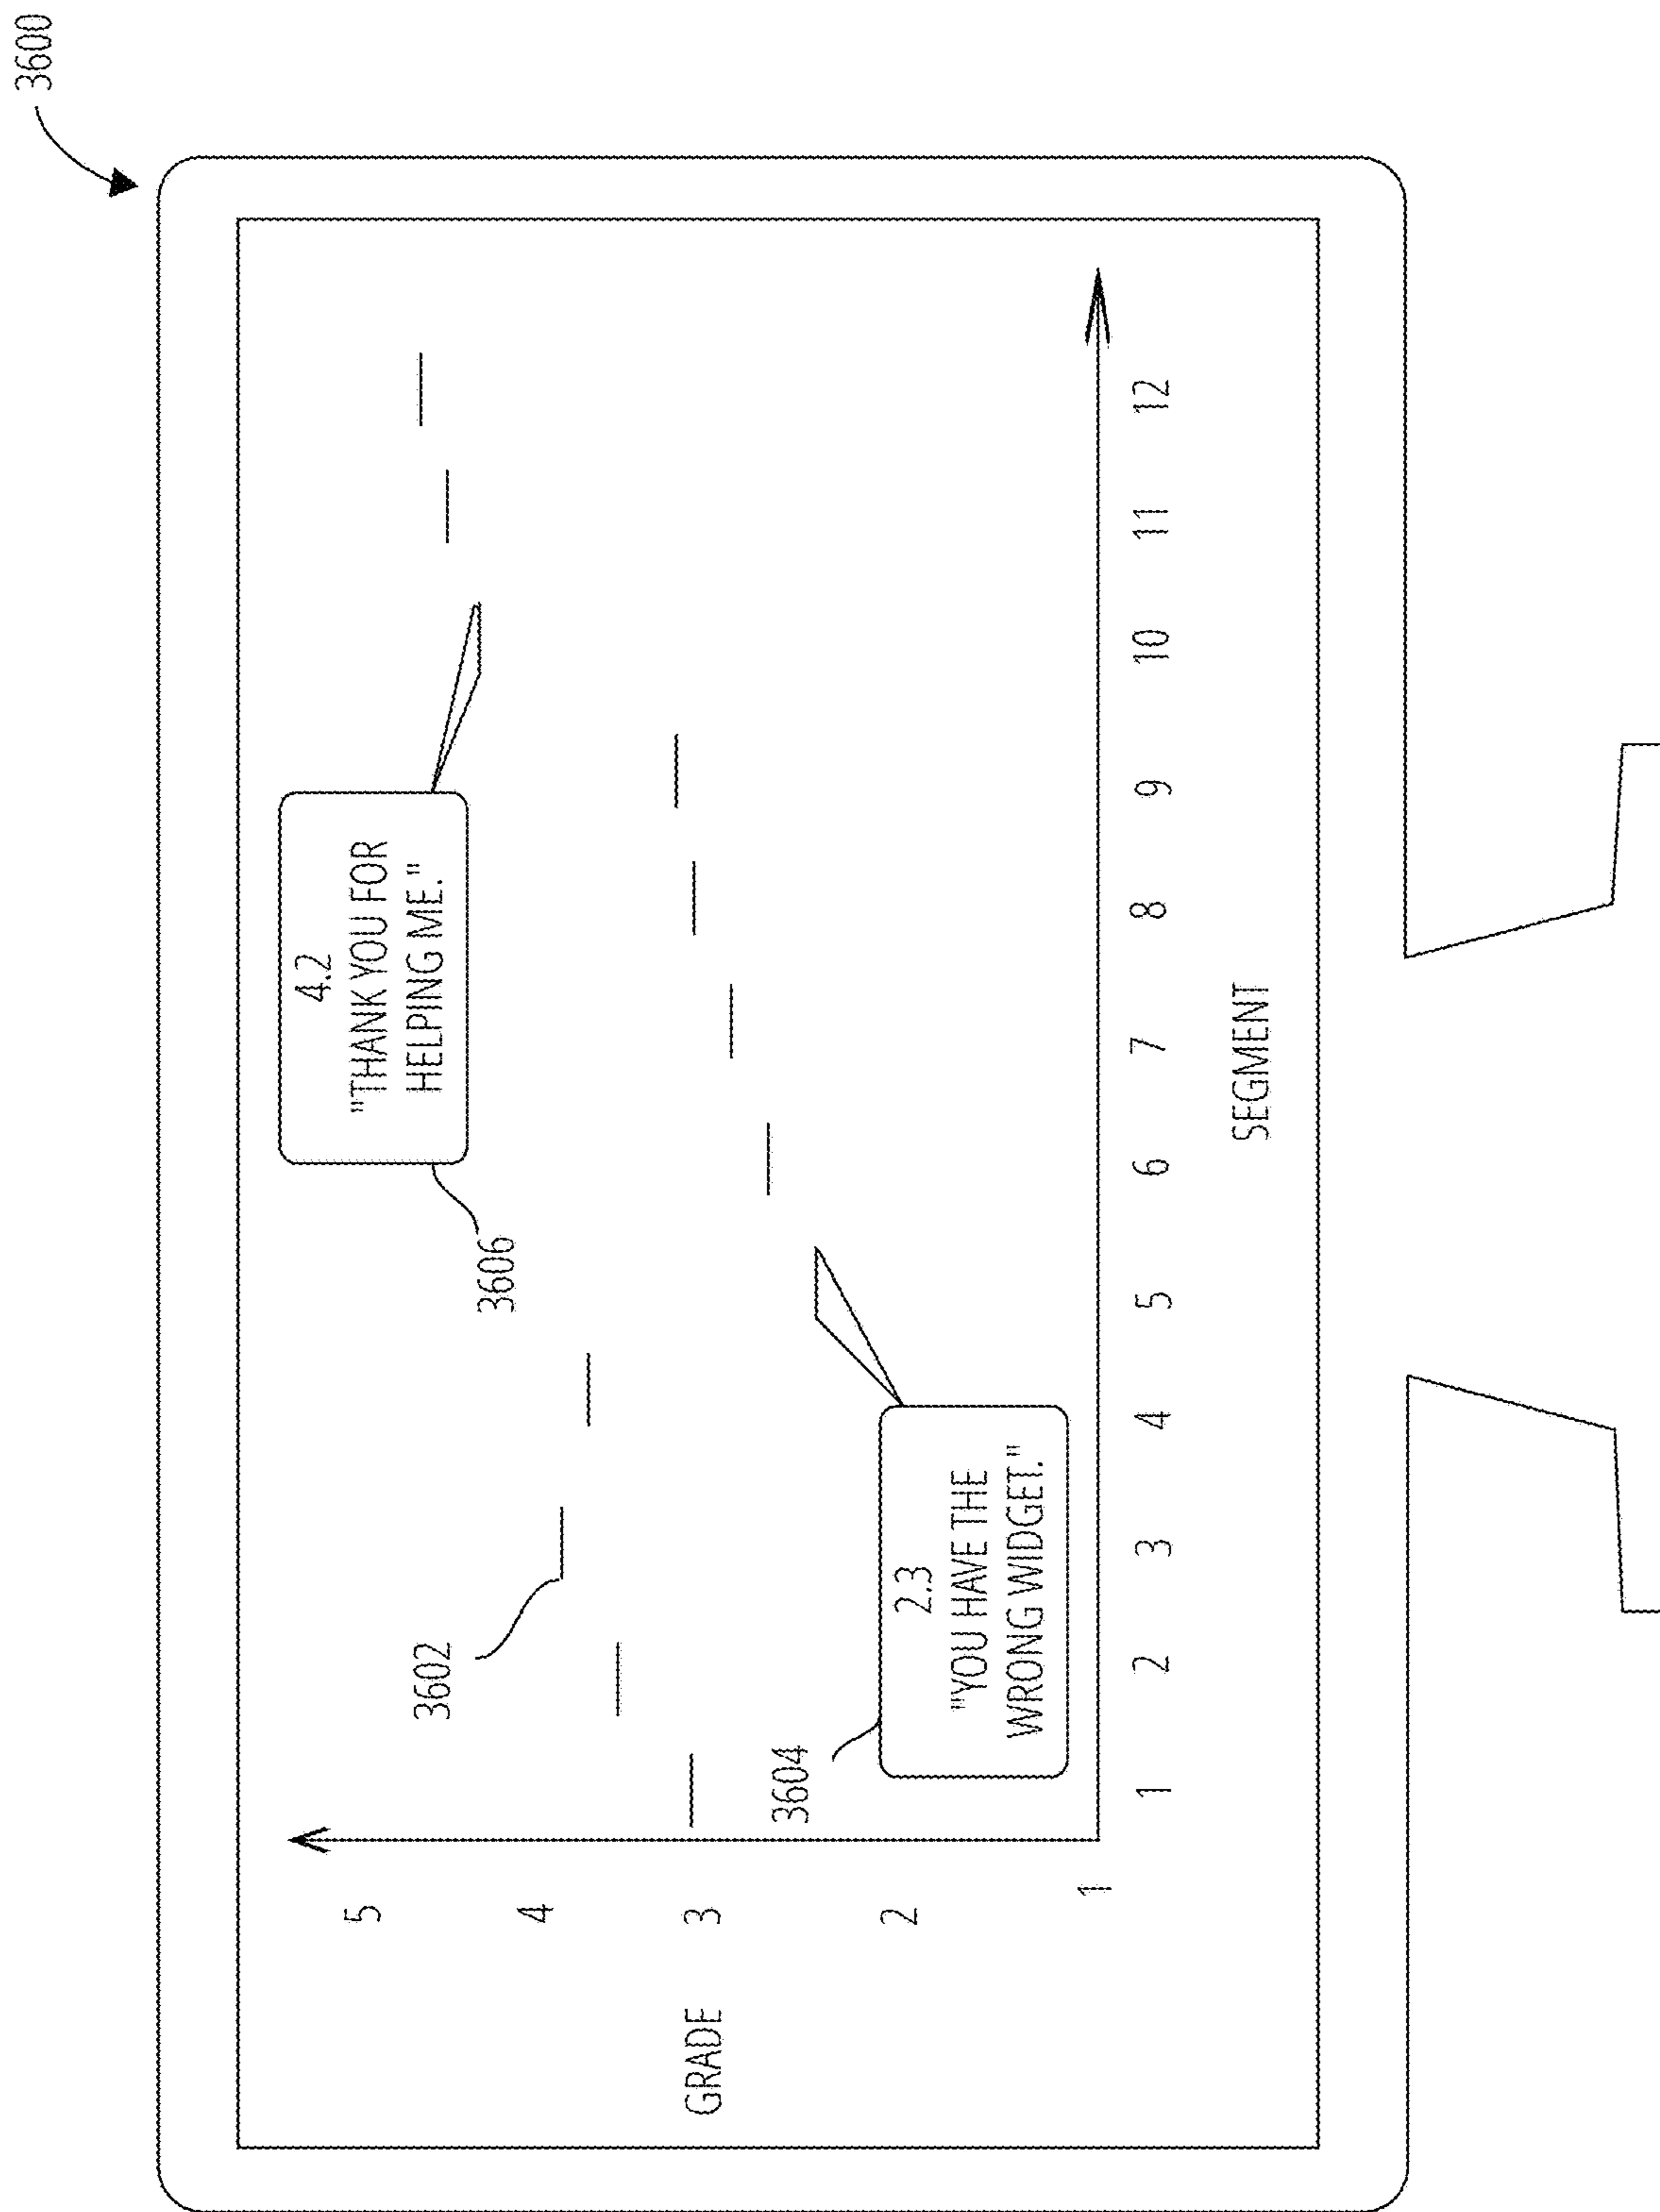 3600
4.2
"THANK YOU FOR
HELPING ME."
3606
3602
3604
2.3
"YOU HAVE THE
WRONG WIDGET."
GRADE
5
4
3
2
1
1 2 3 4 5 6 7 8 9 10 11 12
SEGMENT